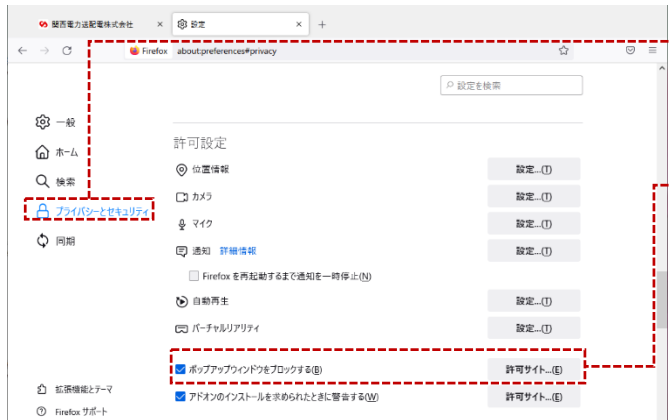 関西電力送配電株式会社 × 設定 × +
Firefox about:preferences#privacy
設定を検索
一般
ホーム
検索
プライバシーとセキュリティ
同期
許可設定
位置情報 設定...(T)
カメラ 設定...(T)
マイク 設定...(T)
通知 詳細情報 設定...(T)
Firefox を再起動するまで通知を一時停止(N)
自動再生 設定...(T)
バーチャルリアリティ 設定...(T)
ポップアップウィンドウをブロックする(B) 許可サイト...(E)
アドオンのインストールを求められたときに警告する(W) 許可サイト...(E)
拡張機能とテーマ
Firefox サポート